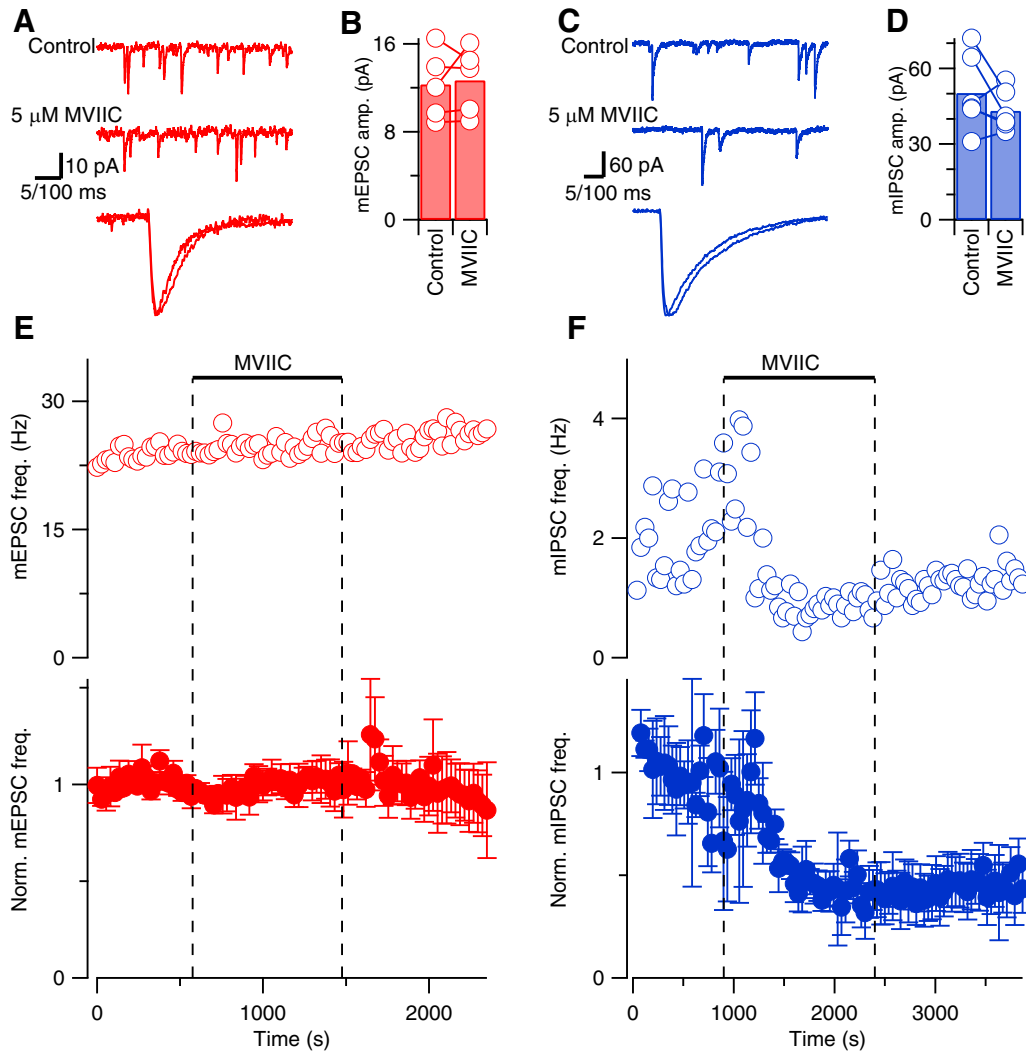 A
Control
5 μM MVIIC
10 pA
5/100 ms
B
mEPSC amp. (pA)
16
12
8
4
0
Control
MVIIC
C
Control
5 μM MVIIC
60 pA
5/100 ms
D
mIPSC amp. (pA)
60
30
0
Control
MVIIC
E
MVIIC
mEPSC freq. (Hz)
30
15
0
Norm. mEPSC freq.
1
0
0 1000 2000
Time (s)
F
MVIIC
mIPSC freq. (Hz)
4
2
0
Norm. mIPSC freq.
1
0
0 1000 2000 3000
Time (s)